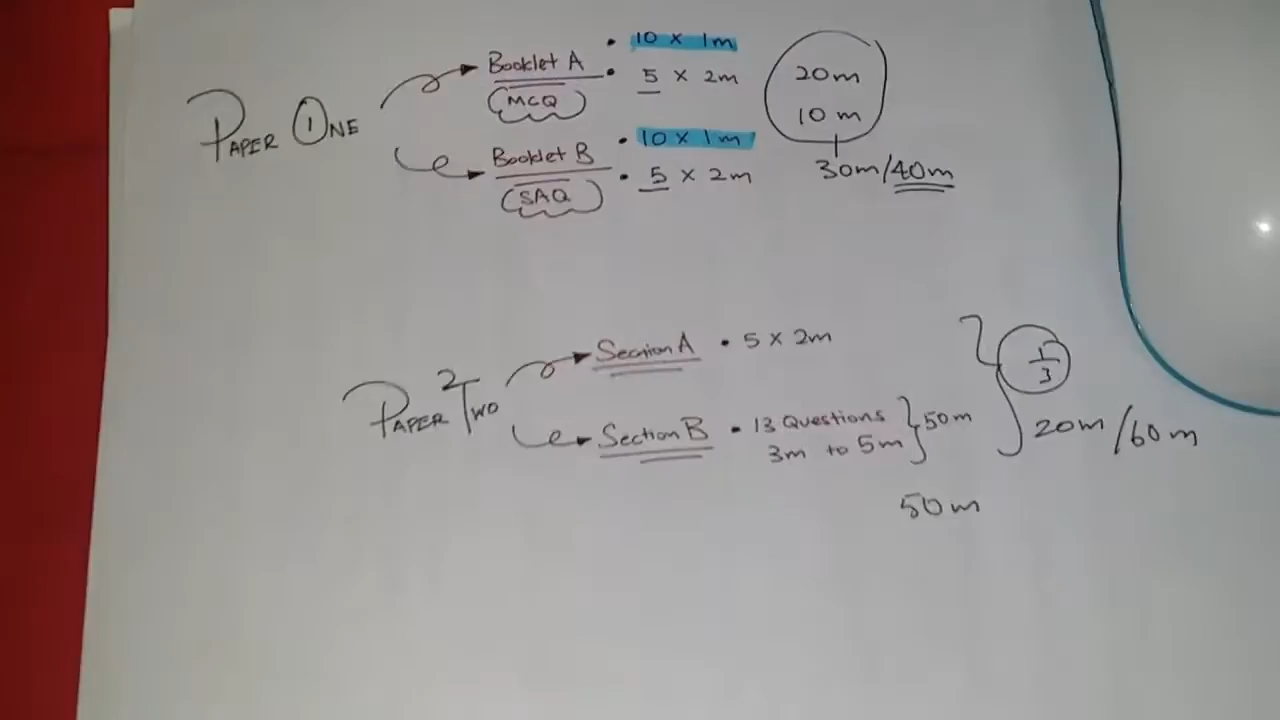 PAPER ①NE
Booklet A
(MCQ)
• 10 x 1m
• 5 x 2m
Booklet B
(SAQ)
• 10 x 1m
• 5 x 2m
20m
10m
30m/40m
PAPER 2 TWO
Section A • 5 x 2m
Section B • 13 Questions
3m to 5m
50m
1/3
20m/60m
50m